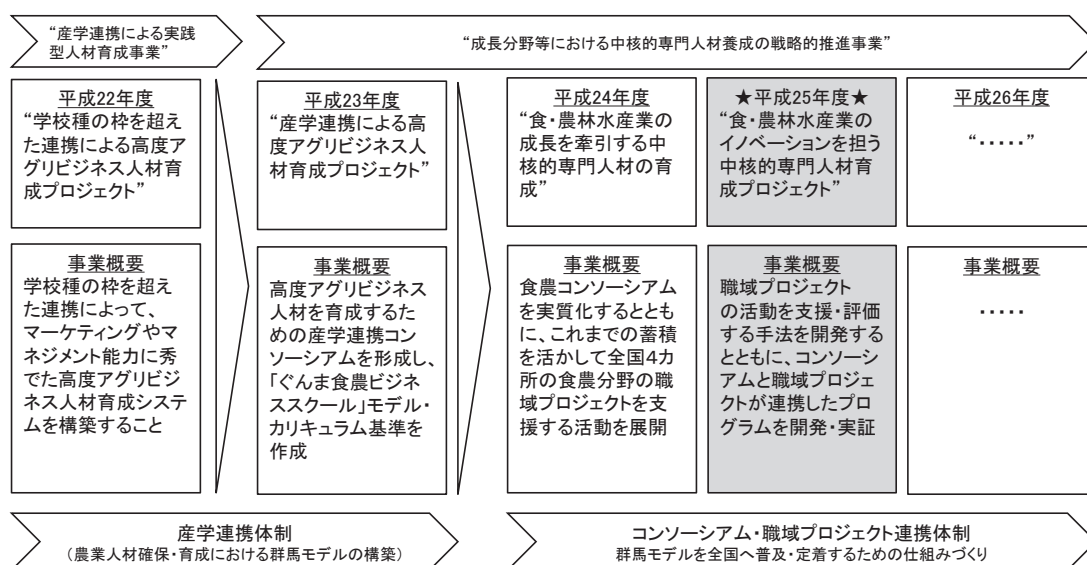 “産学連携による実践
型人材育成事業”
“成長分野等における中核的専門人材養成の戦略的推進事業”
平成22年度
“学校種の枠を超え
た連携による高度ア
グリビジネス人材育
成プロジェクト”
平成23年度
“産学連携による高
度アグリビジネス人
材育成プロジェクト”
平成24年度
“食・農林水産業の
成長を牽引する中
核的専門人材の育
成”
★平成25年度★
“食・農林水産業の
イノベーションを担う
中核的専門人材育
成プロジェクト”
平成26年度
“・・・・・”
事業概要
学校種の枠を超え
た連携によって、
マーケティングやマ
ネジメント能力に秀
でた高度アグリビジ
ネス人材育成システ
ムを構築すること
事業概要
高度アグリビジネス
人材を育成するた
めの産学連携コン
ソーシアムを形成し、
「ぐんま食農ビジネ
ススクール」モデル・
カリキュラム基準を
作成
事業概要
食農コンソーシアム
を実質化するととも
に、これまでの蓄積
を活かして全国4カ
所の食農分野の職
域プロジェクトを支
援する活動を展開
事業概要
職域プロジェクト
の活動を支援・評価
する手法を開発する
とともに、コンソーシ
アムと職域プロジェ
クトが連携したプロ
グラムを開発・実証
事業概要
・・・・・
産学連携体制
(農業人材確保・育成における群馬モデルの構築)
コンソーシアム・職域プロジェクト連携体制
群馬モデルを全国へ普及・定着するための仕組みづくり